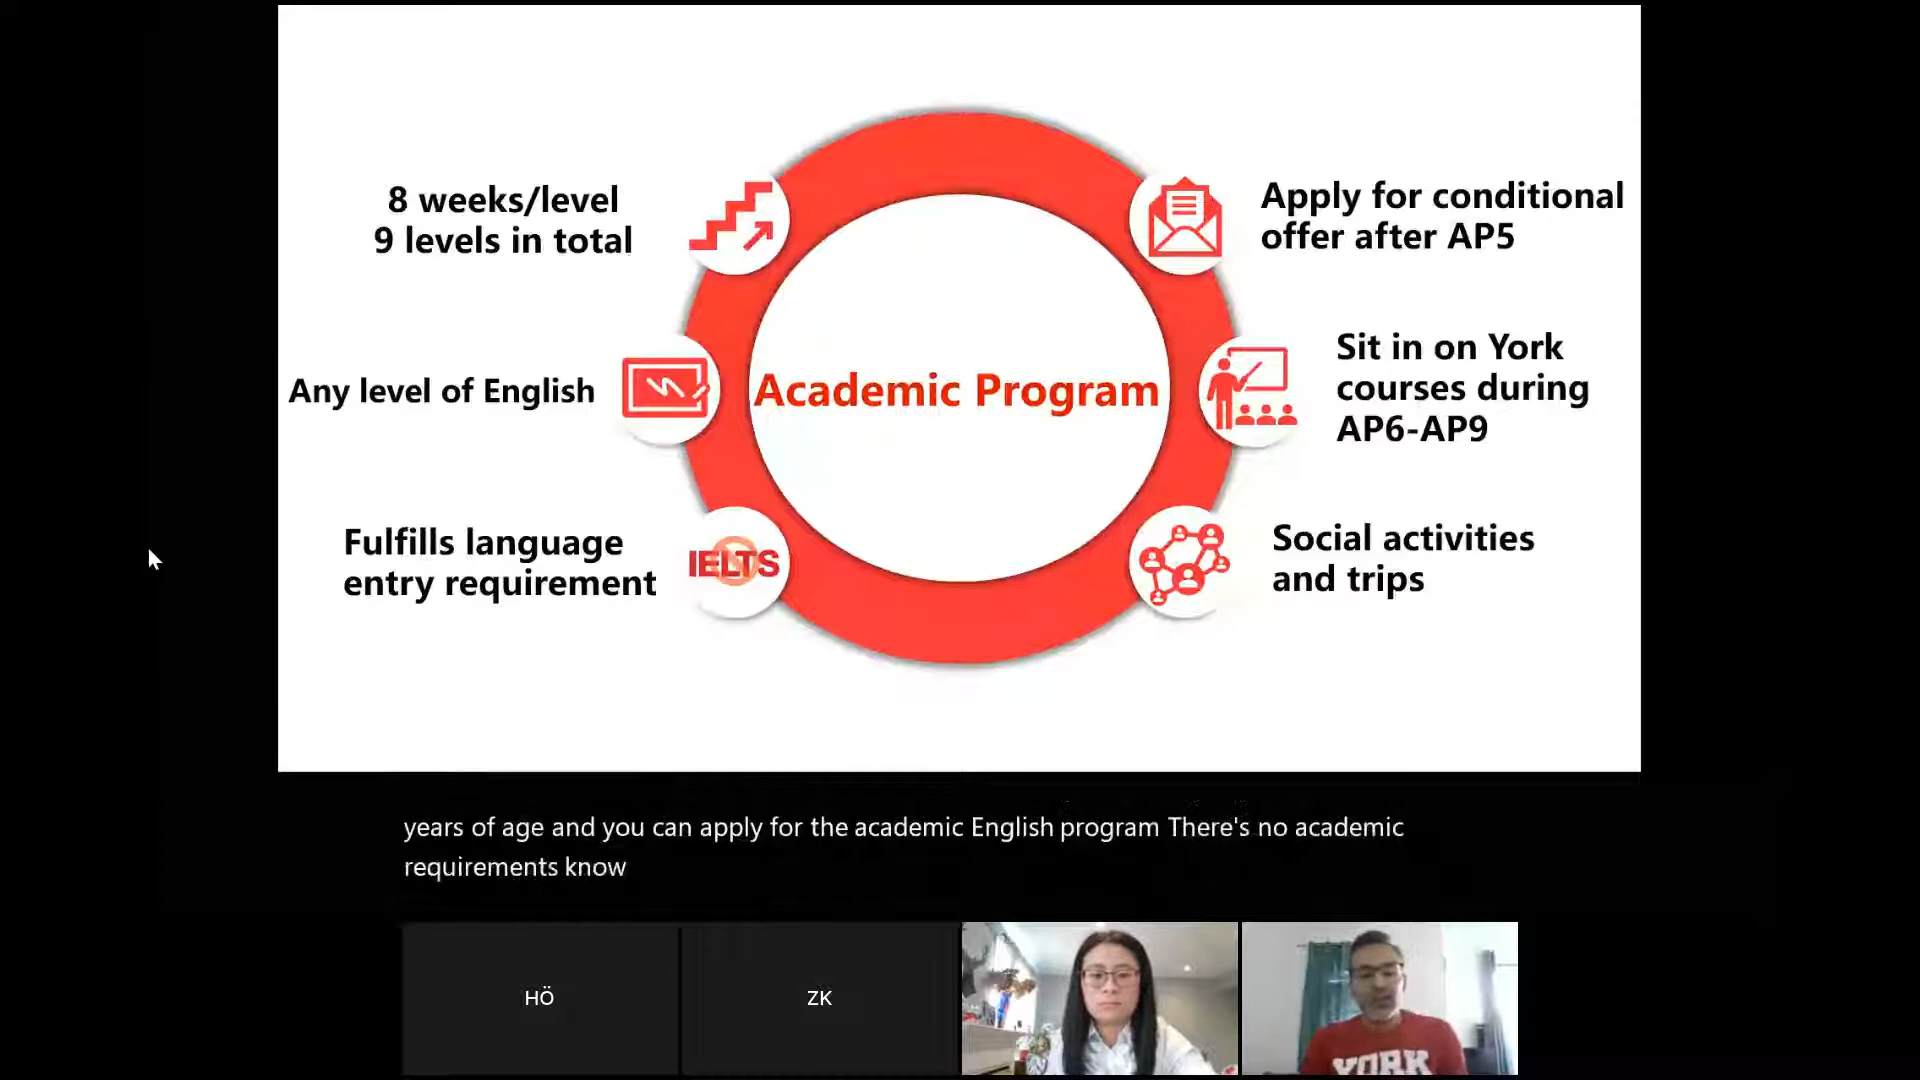 8 weeks/level
9 levels in total
Any level of English
Fulfills language
entry requirement
IELTS
Academic Program
Apply for conditional
offer after AP5
Sit in on York
courses during
AP6-AP9
Social activities
and trips
years of age and you can apply for the academic English program There's no academic
requirements know
HÖ
ZK
YORK